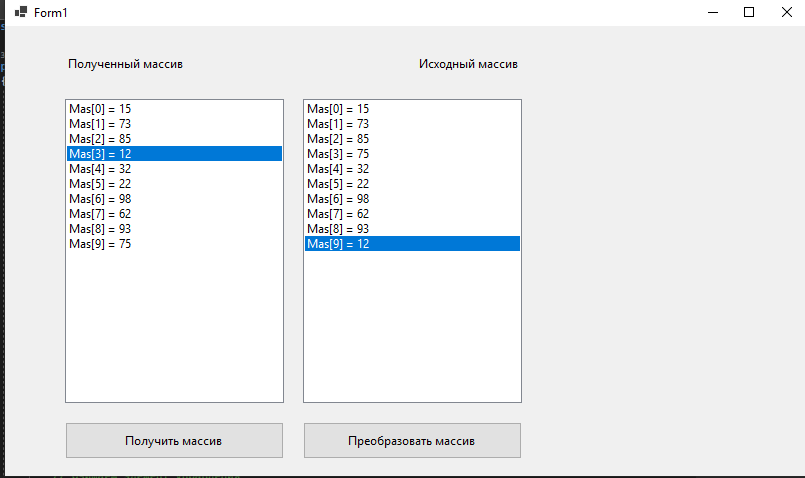 Form1
Полученный массив
Исходный массив
Mas[0] = 15
Mas[1] = 73
Mas[2] = 85
Mas[3] = 12
Mas[4] = 32
Mas[5] = 22
Mas[6] = 98
Mas[7] = 62
Mas[8] = 93
Mas[9] = 75
Mas[0] = 15
Mas[1] = 73
Mas[2] = 85
Mas[3] = 75
Mas[4] = 32
Mas[5] = 22
Mas[6] = 98
Mas[7] = 62
Mas[8] = 93
Mas[9] = 12
Получить массив
Преобразовать массив